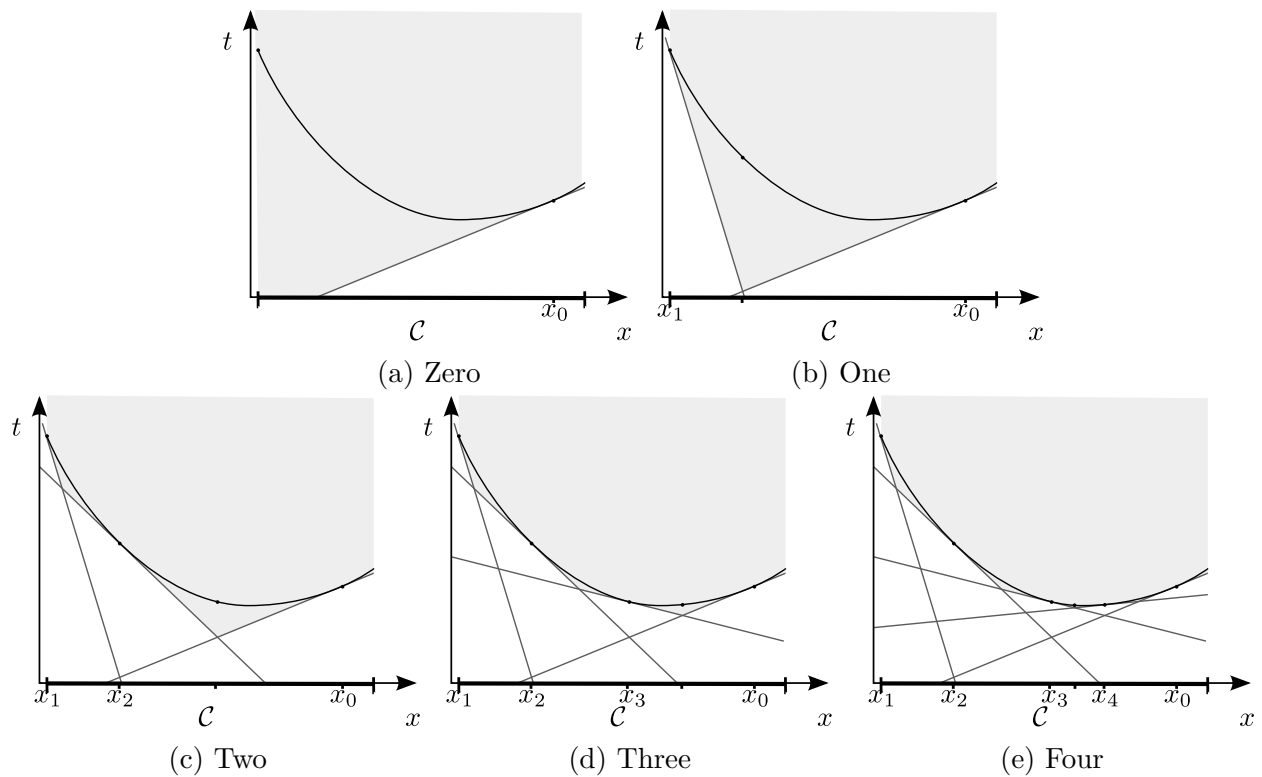 t
t
x₀
x₁
x₀
𝒞
x
𝒞
x
(a) Zero
(b) One
t
t
t
x₁
x₂
x₀
x₁
x₂
x₃
x₀
x₁
x₂
x₃
x₄
x₀
𝒞
x
𝒞
x
𝒞
x
(c) Two
(d) Three
(e) Four